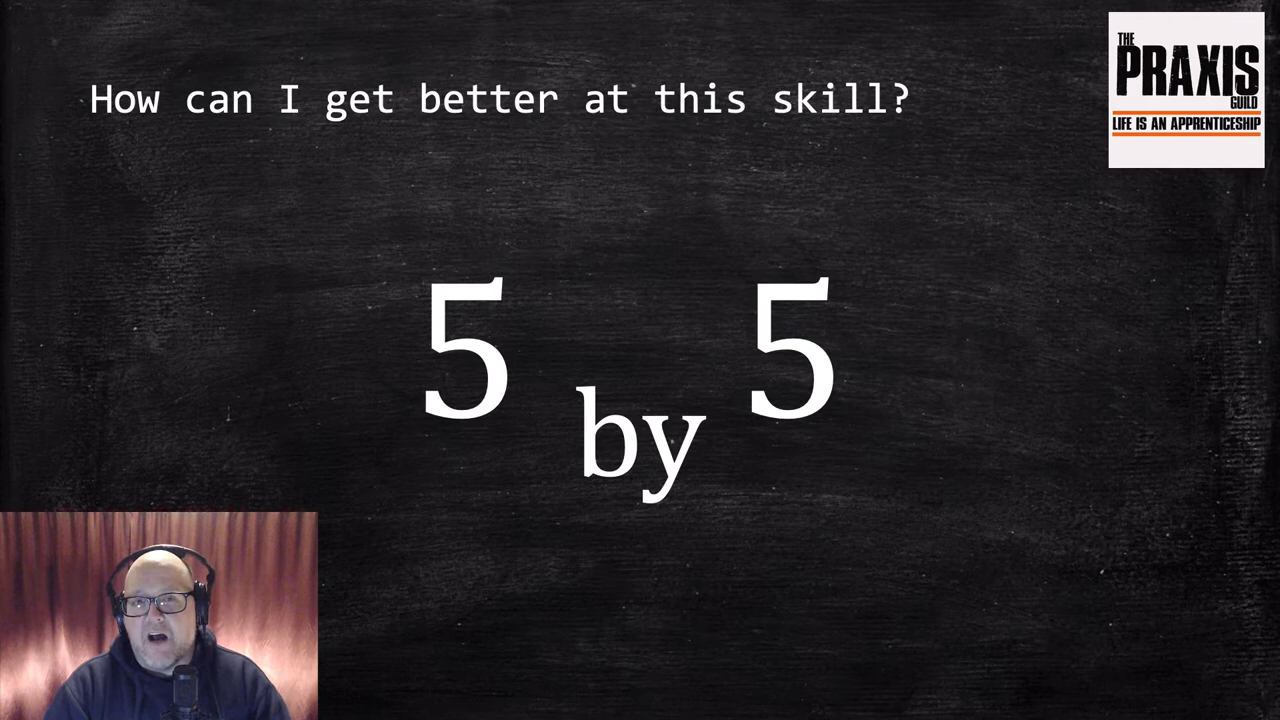 How can I get better at this skill?
THE
PRAXIS
GUILD
LIFE IS AN APPRENTICESHIP
5 by 5